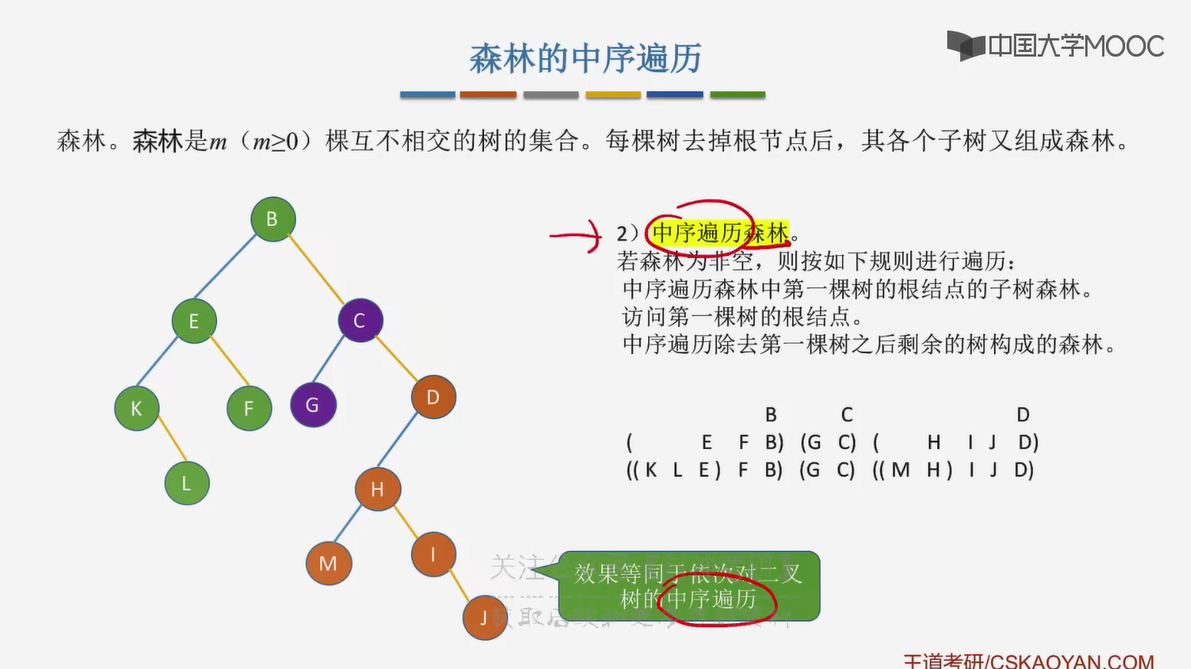 中国大学MOOC
森林的中序遍历
森林。森林是m（m≥0）棵互不相交的树的集合。每棵树去掉根节点后，其各个子树又组成森林。
B
E
C
K
F
G
D
L
H
M
I
J
2）中序遍历森林。
若森林为非空，则按如下规则进行遍历：
中序遍历森林中第一棵树的根结点的子树森林。
访问第一棵树的根结点。
中序遍历除去第一棵树之后剩余的树构成的森林。
B C D
( E F B) (G C) ( H I J D)
((K L E) F B) (G C) ((M H) I J D)
效果等同于依次对二叉
树的中序遍历
关注
王道考研/CSKAOYAN.COM